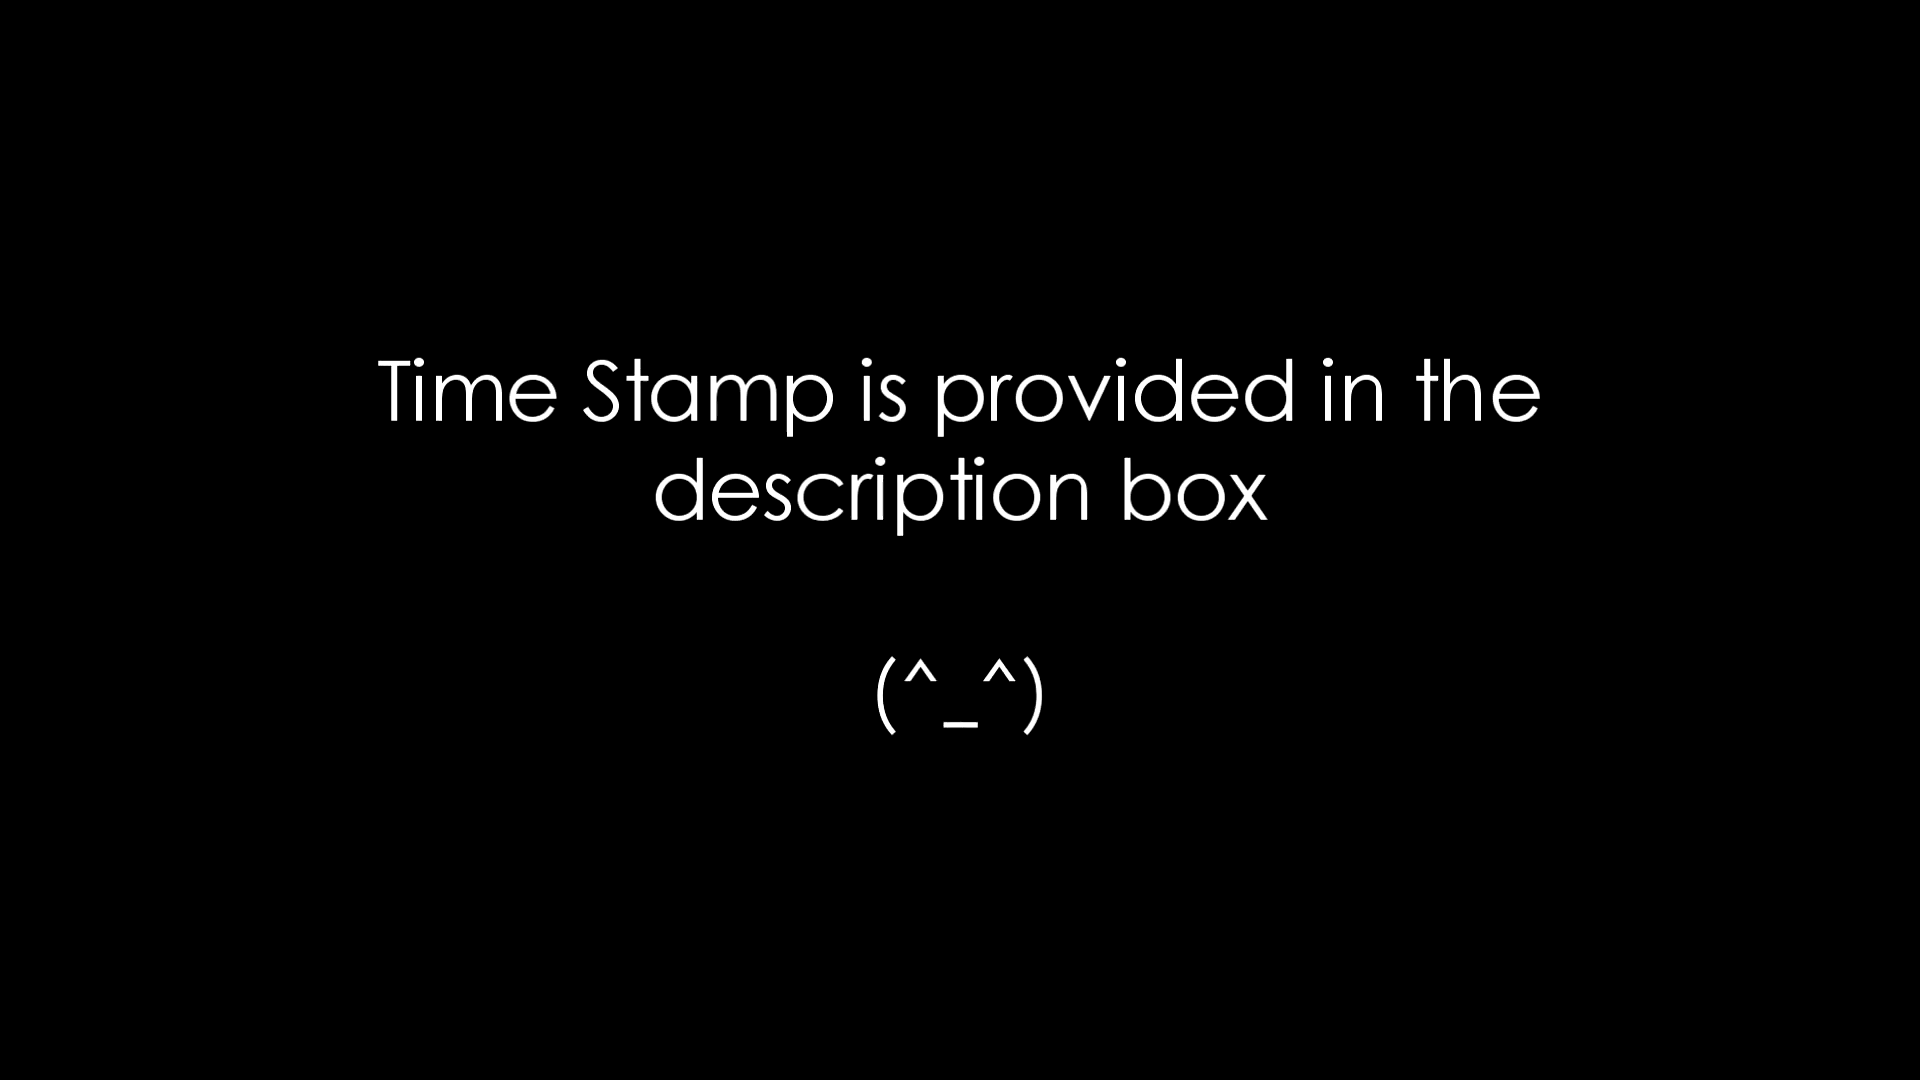 Time Stamp is provided in the
description box
(^_^)